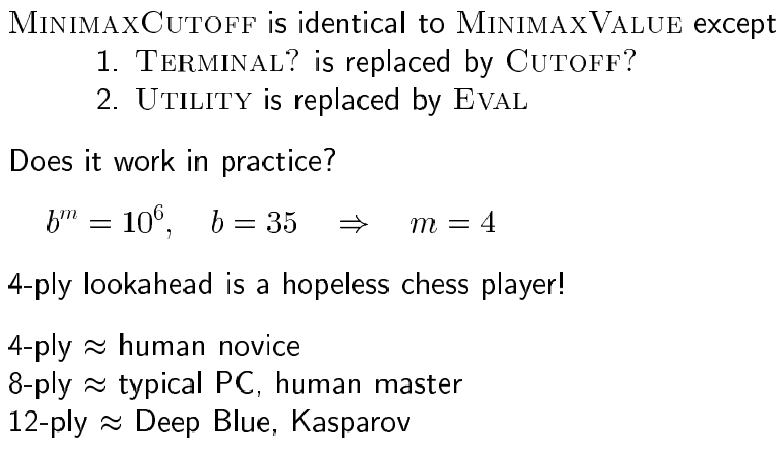 MINIMAXCUTOFF is identical to MINIMAXVALUE except
1. TERMINAL? is replaced by CUTOFF?
2. UTILITY is replaced by EVAL
Does it work in practice?
b^m = 10^6, b = 35 ⇒ m = 4
4-ply lookahead is a hopeless chess player!
4-ply ≈ human novice
8-ply ≈ typical PC, human master
12-ply ≈ Deep Blue, Kasparov